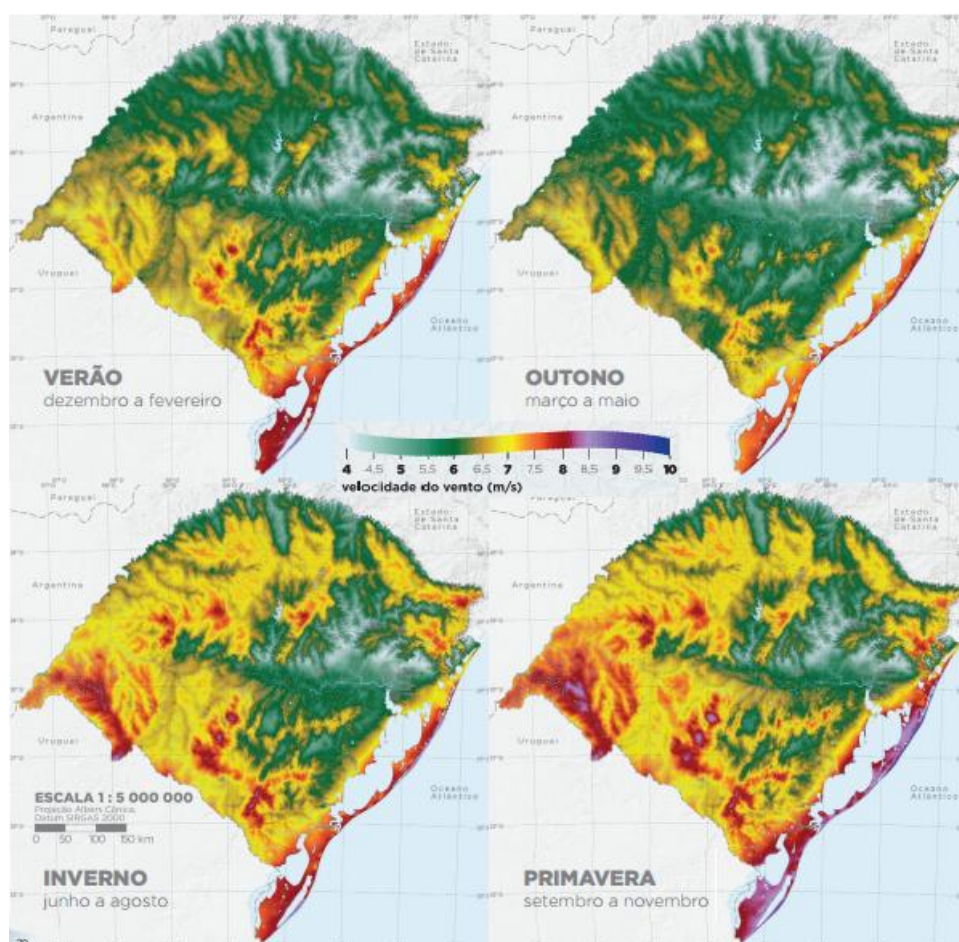 Paraguai
Estado
de Santa
Catarina
Argentina
Uruguai
Oceano
Atlântico
VERÃO
dezembro a fevereiro
Paraguai
Estado
de Santa
Catarina
Argentina
Uruguai
Oceano
Atlântico
OUTONO
março a maio
4 4,5 5 5,5 6 6,5 7 7,5 8 8,5 9 9,5 10
velocidade do vento (m/s)
Paraguai
Estado
de Santa
Catarina
Argentina
Uruguai
Oceano
Atlântico
ESCALA 1 : 5 000 000
Projeção Albers Cônica,
Datum SIRGAS 2000
0 50 100 150 km
INVERNO
junho a agosto
Paraguai
Estado
de Santa
Catarina
Argentina
Uruguai
Oceano
Atlântico
PRIMAVERA
setembro a novembro